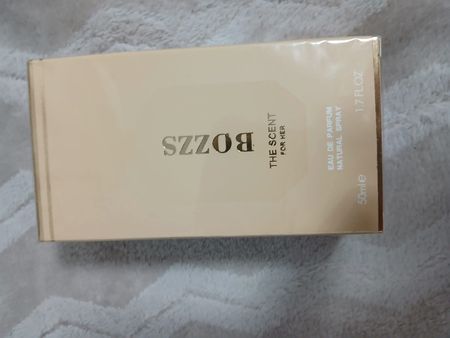 BOZZS
THE SCENT
FOR HER
EAU DE PARFUM
NATURAL SPRAY
50ml℮ 1.7 FL.OZ